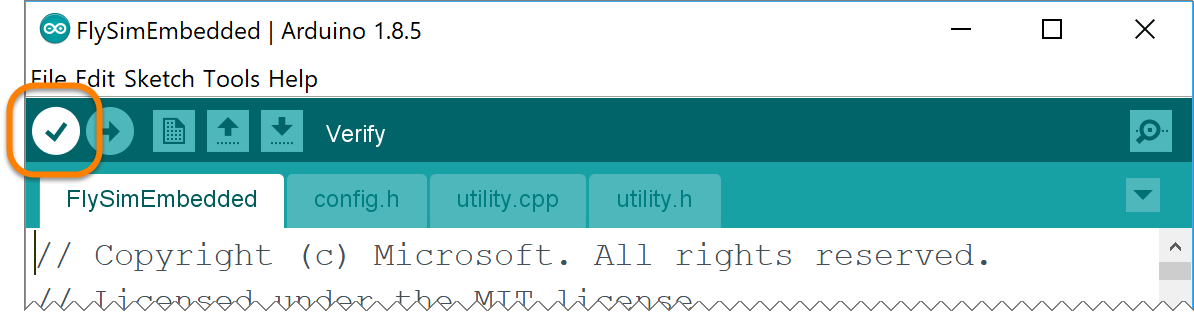 FlySimEmbedded | Arduino 1.8.5
File Edit Sketch Tools Help
Verify
FlySimEmbedded config.h utility.cpp utility.h
// Copyright (c) Microsoft. All rights reserved.
// Licensed under the MIT license